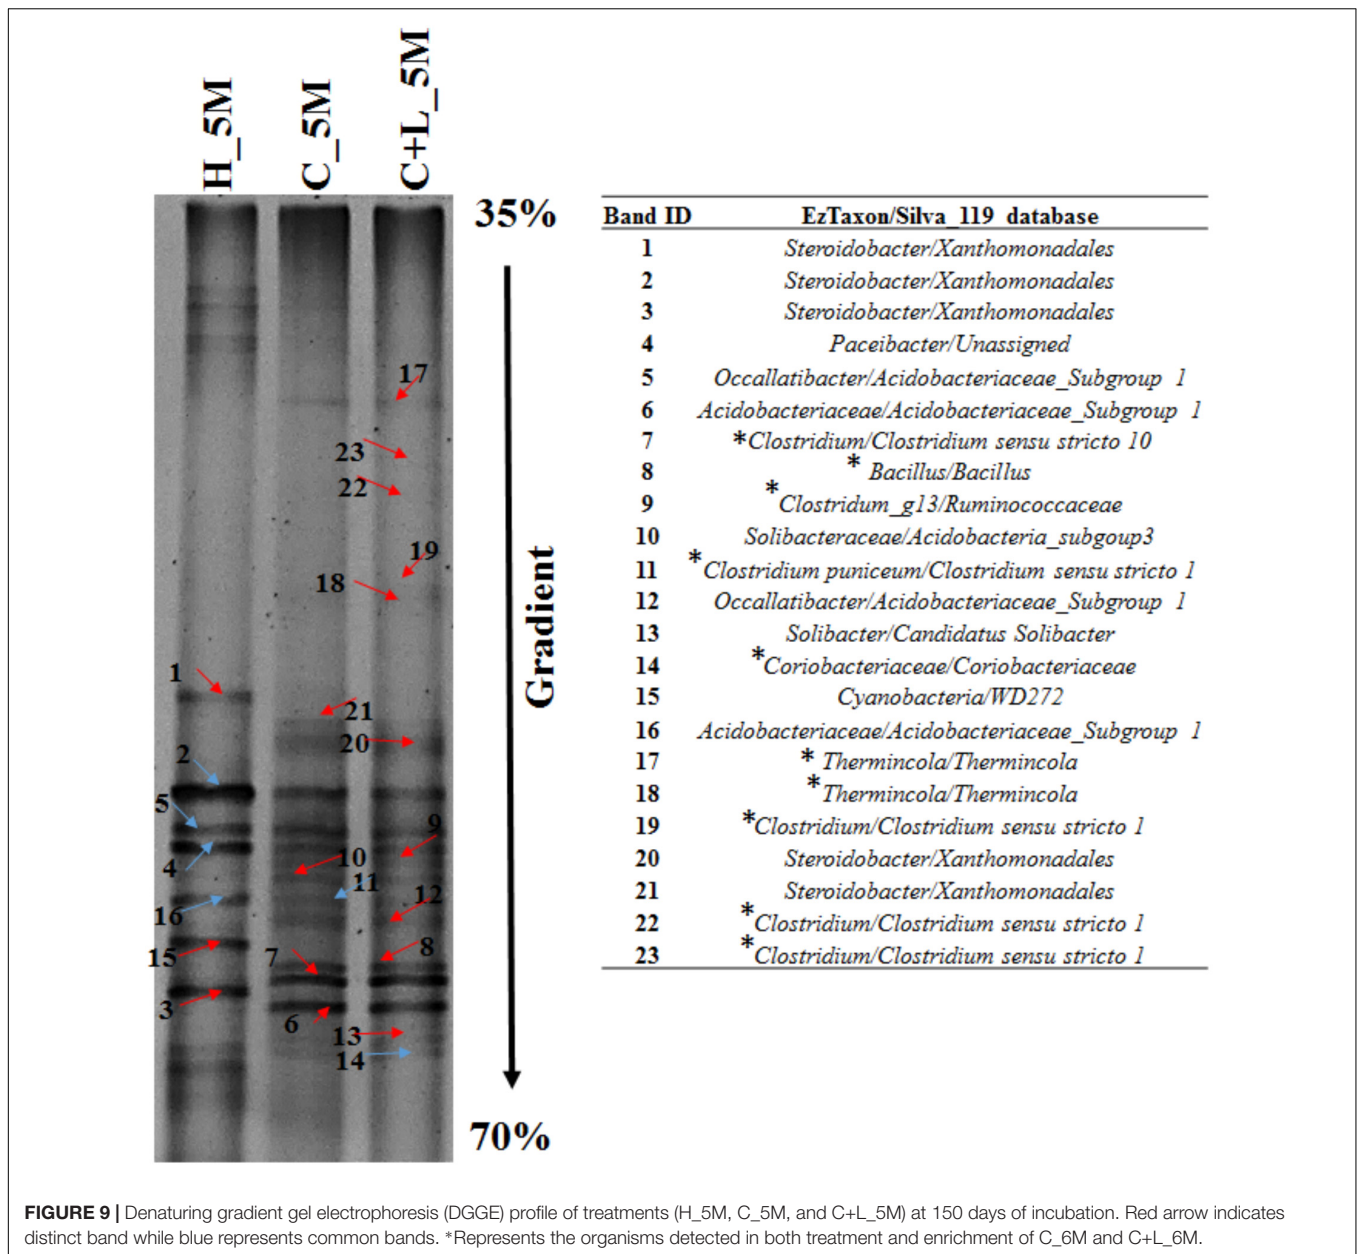 H_5M
C_5M
C+L_5M
35%
Gradient
70%
17
23
22
19
18
1
21
20
2
5
9
4
10
11
12
16
15
7
8
3
6
13
14
Band ID EzTaxon/Silva_119 database
1 Steroidobacter/Xanthomonadales
2 Steroidobacter/Xanthomonadales
3 Steroidobacter/Xanthomonadales
4 Paceibacter/Unassigned
5 Occallatibacter/Acidobacteriaceae_Subgroup 1
6 Acidobacteriaceae/Acidobacteriaceae_Subgroup 1
7 *Clostridium/Clostridium sensu stricto 10
8 * Bacillus/Bacillus
9 *Clostridum_g13/Ruminococcaceae
10 Solibacteraceae/Acidobacteria_subgoup3
11 *Clostridium puniceum/Clostridium sensu stricto 1
12 Occallatibacter/Acidobacteriaceae_Subgroup 1
13 Solibacter/Candidatus Solibacter
14 *Coriobacteriaceae/Coriobacteriaceae
15 Cyanobacteria/WD272
16 Acidobacteriaceae/Acidobacteriaceae_Subgroup 1
17 * Thermincola/Thermincola
18 *Thermincola/Thermincola
19 *Clostridium/Clostridium sensu stricto 1
20 Steroidobacter/Xanthomonadales
21 Steroidobacter/Xanthomonadales
22 *Clostridium/Clostridium sensu stricto 1
23 *Clostridium/Clostridium sensu stricto 1
FIGURE 9 | Denaturing gradient gel electrophoresis (DGGE) profile of treatments (H_5M, C_5M, and C+L_5M) at 150 days of incubation. Red arrow indicates
distinct band while blue represents common bands. *Represents the organisms detected in both treatment and enrichment of C_6M and C+L_6M.